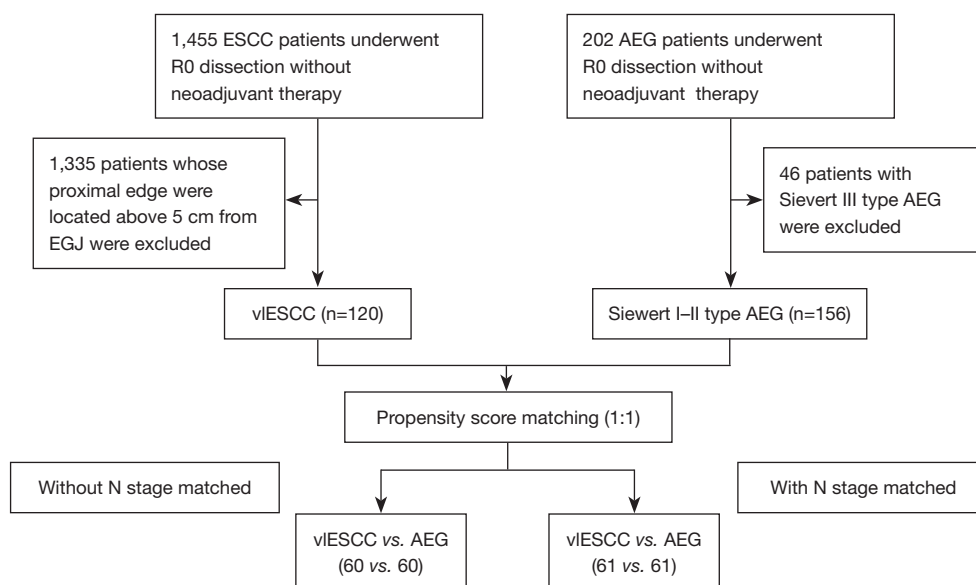 1,455 ESCC patients underwent
R0 dissection without
neoadjuvant therapy
202 AEG patients underwent
R0 dissection without
neoadjuvant therapy
1,335 patients whose
proximal edge were
located above 5 cm from
EGJ were excluded
46 patients with
Sievert III type AEG
were excluded
vlESCC (n=120)
Siewert I–II type AEG (n=156)
Propensity score matching (1:1)
Without N stage matched
With N stage matched
vlESCC vs. AEG
(60 vs. 60)
vlESCC vs. AEG
(61 vs. 61)